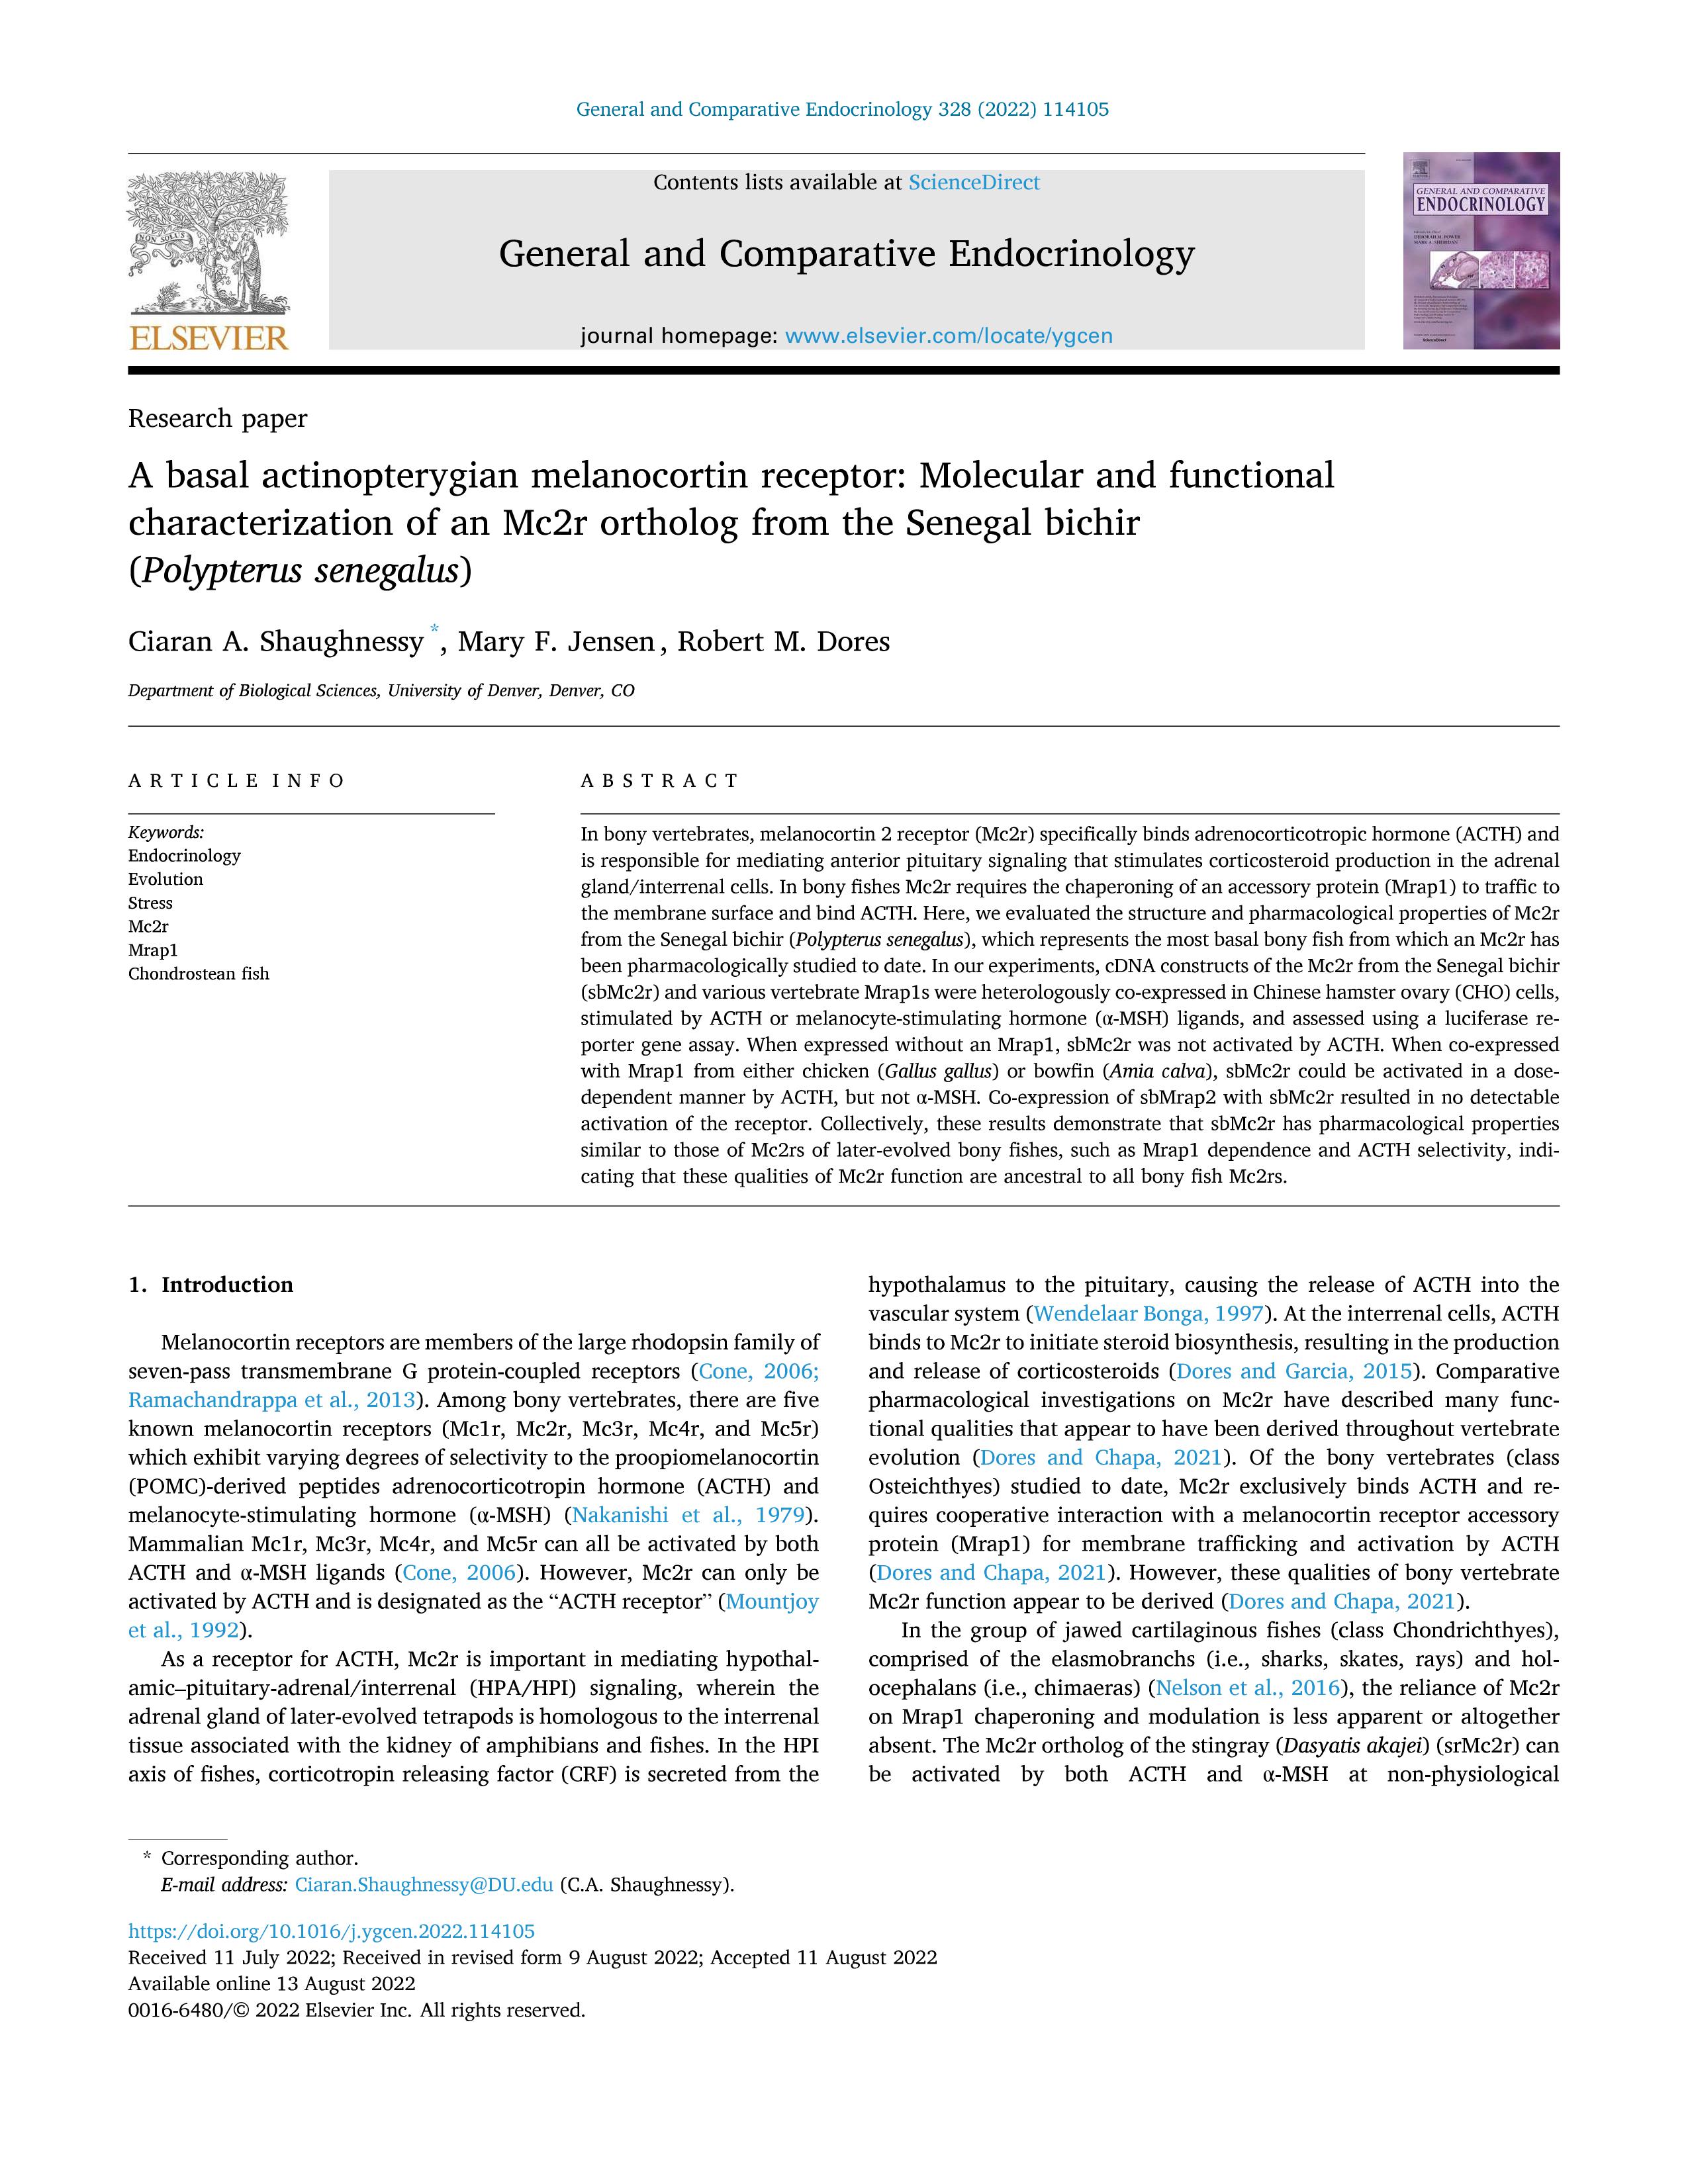 General and Comparative Endocrinology 328 (2022) 114105
Contents lists available at ScienceDirect
General and Comparative Endocrinology
journal homepage: www.elsevier.com/locate/ygcen
NON SOLUS
ELSEVIER
GENERAL AND COMPARATIVE
ENDOCRINOLOGY
DEBORAH M. POWER
MARK A. SHERIDAN
ScienceDirect
Research paper
A basal actinopterygian melanocortin receptor: Molecular and functional
characterization of an Mc2r ortholog from the Senegal bichir
(Polypterus senegalus)
Ciaran A. Shaughnessy *, Mary F. Jensen, Robert M. Dores
Department of Biological Sciences, University of Denver, Denver, CO
ARTICLE INFO
Keywords:
Endocrinology
Evolution
Stress
Mc2r
Mrap1
Chondrostean fish
ABSTRACT
In bony vertebrates, melanocortin 2 receptor (Mc2r) specifically binds adrenocorticotropic hormone (ACTH) and
is responsible for mediating anterior pituitary signaling that stimulates corticosteroid production in the adrenal
gland/interrenal cells. In bony fishes Mc2r requires the chaperoning of an accessory protein (Mrap1) to traffic to
the membrane surface and bind ACTH. Here, we evaluated the structure and pharmacological properties of Mc2r
from the Senegal bichir (Polypterus senegalus), which represents the most basal bony fish from which an Mc2r has
been pharmacologically studied to date. In our experiments, cDNA constructs of the Mc2r from the Senegal bichir
(sbMc2r) and various vertebrate Mrap1s were heterologously co-expressed in Chinese hamster ovary (CHO) cells,
stimulated by ACTH or melanocyte-stimulating hormone (α-MSH) ligands, and assessed using a luciferase re-
porter gene assay. When expressed without an Mrap1, sbMc2r was not activated by ACTH. When co-expressed
with Mrap1 from either chicken (Gallus gallus) or bowfin (Amia calva), sbMc2r could be activated in a dose-
dependent manner by ACTH, but not α-MSH. Co-expression of sbMrap2 with sbMc2r resulted in no detectable
activation of the receptor. Collectively, these results demonstrate that sbMc2r has pharmacological properties
similar to those of Mc2rs of later-evolved bony fishes, such as Mrap1 dependence and ACTH selectivity, indi-
cating that these qualities of Mc2r function are ancestral to all bony fish Mc2rs.
1. Introduction
Melanocortin receptors are members of the large rhodopsin family of
seven-pass transmembrane G protein-coupled receptors (Cone, 2006;
Ramachandrappa et al., 2013). Among bony vertebrates, there are five
known melanocortin receptors (Mc1r, Mc2r, Mc3r, Mc4r, and Mc5r)
which exhibit varying degrees of selectivity to the proopiomelanocortin
(POMC)-derived peptides adrenocorticotropin hormone (ACTH) and
melanocyte-stimulating hormone (α-MSH) (Nakanishi et al., 1979).
Mammalian Mc1r, Mc3r, Mc4r, and Mc5r can all be activated by both
ACTH and α-MSH ligands (Cone, 2006). However, Mc2r can only be
activated by ACTH and is designated as the “ACTH receptor” (Mountjoy
et al., 1992).
As a receptor for ACTH, Mc2r is important in mediating hypothal-
amic–pituitary-adrenal/interrenal (HPA/HPI) signaling, wherein the
adrenal gland of later-evolved tetrapods is homologous to the interrenal
tissue associated with the kidney of amphibians and fishes. In the HPI
axis of fishes, corticotropin releasing factor (CRF) is secreted from the
hypothalamus to the pituitary, causing the release of ACTH into the
vascular system (Wendelaar Bonga, 1997). At the interrenal cells, ACTH
binds to Mc2r to initiate steroid biosynthesis, resulting in the production
and release of corticosteroids (Dores and Garcia, 2015). Comparative
pharmacological investigations on Mc2r have described many func-
tional qualities that appear to have been derived throughout vertebrate
evolution (Dores and Chapa, 2021). Of the bony vertebrates (class
Osteichthyes) studied to date, Mc2r exclusively binds ACTH and re-
quires cooperative interaction with a melanocortin receptor accessory
protein (Mrap1) for membrane trafficking and activation by ACTH
(Dores and Chapa, 2021). However, these qualities of bony vertebrate
Mc2r function appear to be derived (Dores and Chapa, 2021).
In the group of jawed cartilaginous fishes (class Chondrichthyes),
comprised of the elasmobranchs (i.e., sharks, skates, rays) and hol-
ocephalans (i.e., chimaeras) (Nelson et al., 2016), the reliance of Mc2r
on Mrap1 chaperoning and modulation is less apparent or altogether
absent. The Mc2r ortholog of the stingray (Dasyatis akajei) (srMc2r) can
be activated by both ACTH and α-MSH at non-physiological
* Corresponding author.
E-mail address: Ciaran.Shaughnessy@DU.edu (C.A. Shaughnessy).
https://doi.org/10.1016/j.ygcen.2022.114105
Received 11 July 2022; Received in revised form 9 August 2022; Accepted 11 August 2022
Available online 13 August 2022
0016-6480/© 2022 Elsevier Inc. All rights reserved.